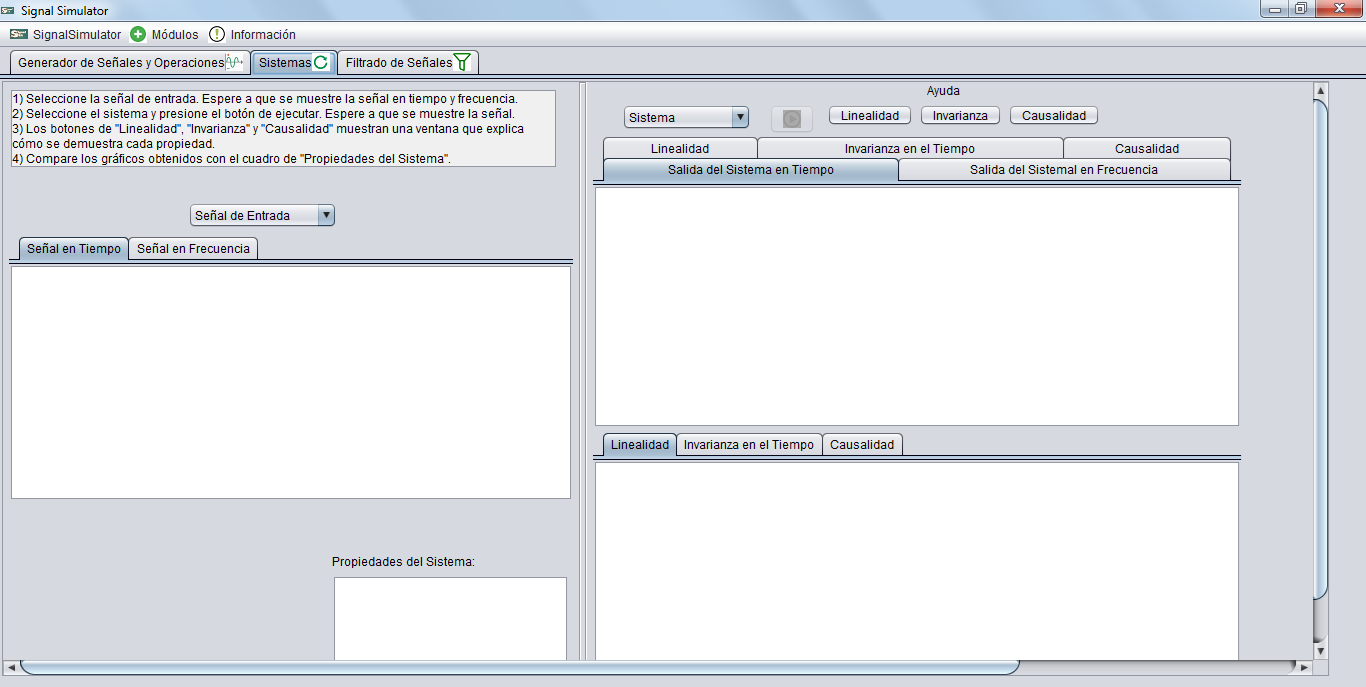 Signal Simulator
SignalSimulator Módulos Información
Generador de Señales y Operaciones Sistemas Filtrado de Señales
1) Seleccione la señal de entrada. Espere a que se muestre la señal en tiempo y frecuencia.
2) Seleccione el sistema y presione el botón de ejecutar. Espere a que se muestre la señal.
3) Los botones de "Linealidad", "Invarianza" y "Causalidad" muestran una ventana que explica
cómo se demuestra cada propiedad.
4) Compare los gráficos obtenidos con el cuadro de "Propiedades del Sistema".
Señal de Entrada
Señal en Tiempo Señal en Frecuencia
Propiedades del Sistema:
Ayuda
Sistema Linealidad Invarianza Causalidad
Linealidad Invarianza en el Tiempo Causalidad
Salida del Sistema en Tiempo Salida del Sistemal en Frecuencia
Linealidad Invarianza en el Tiempo Causalidad